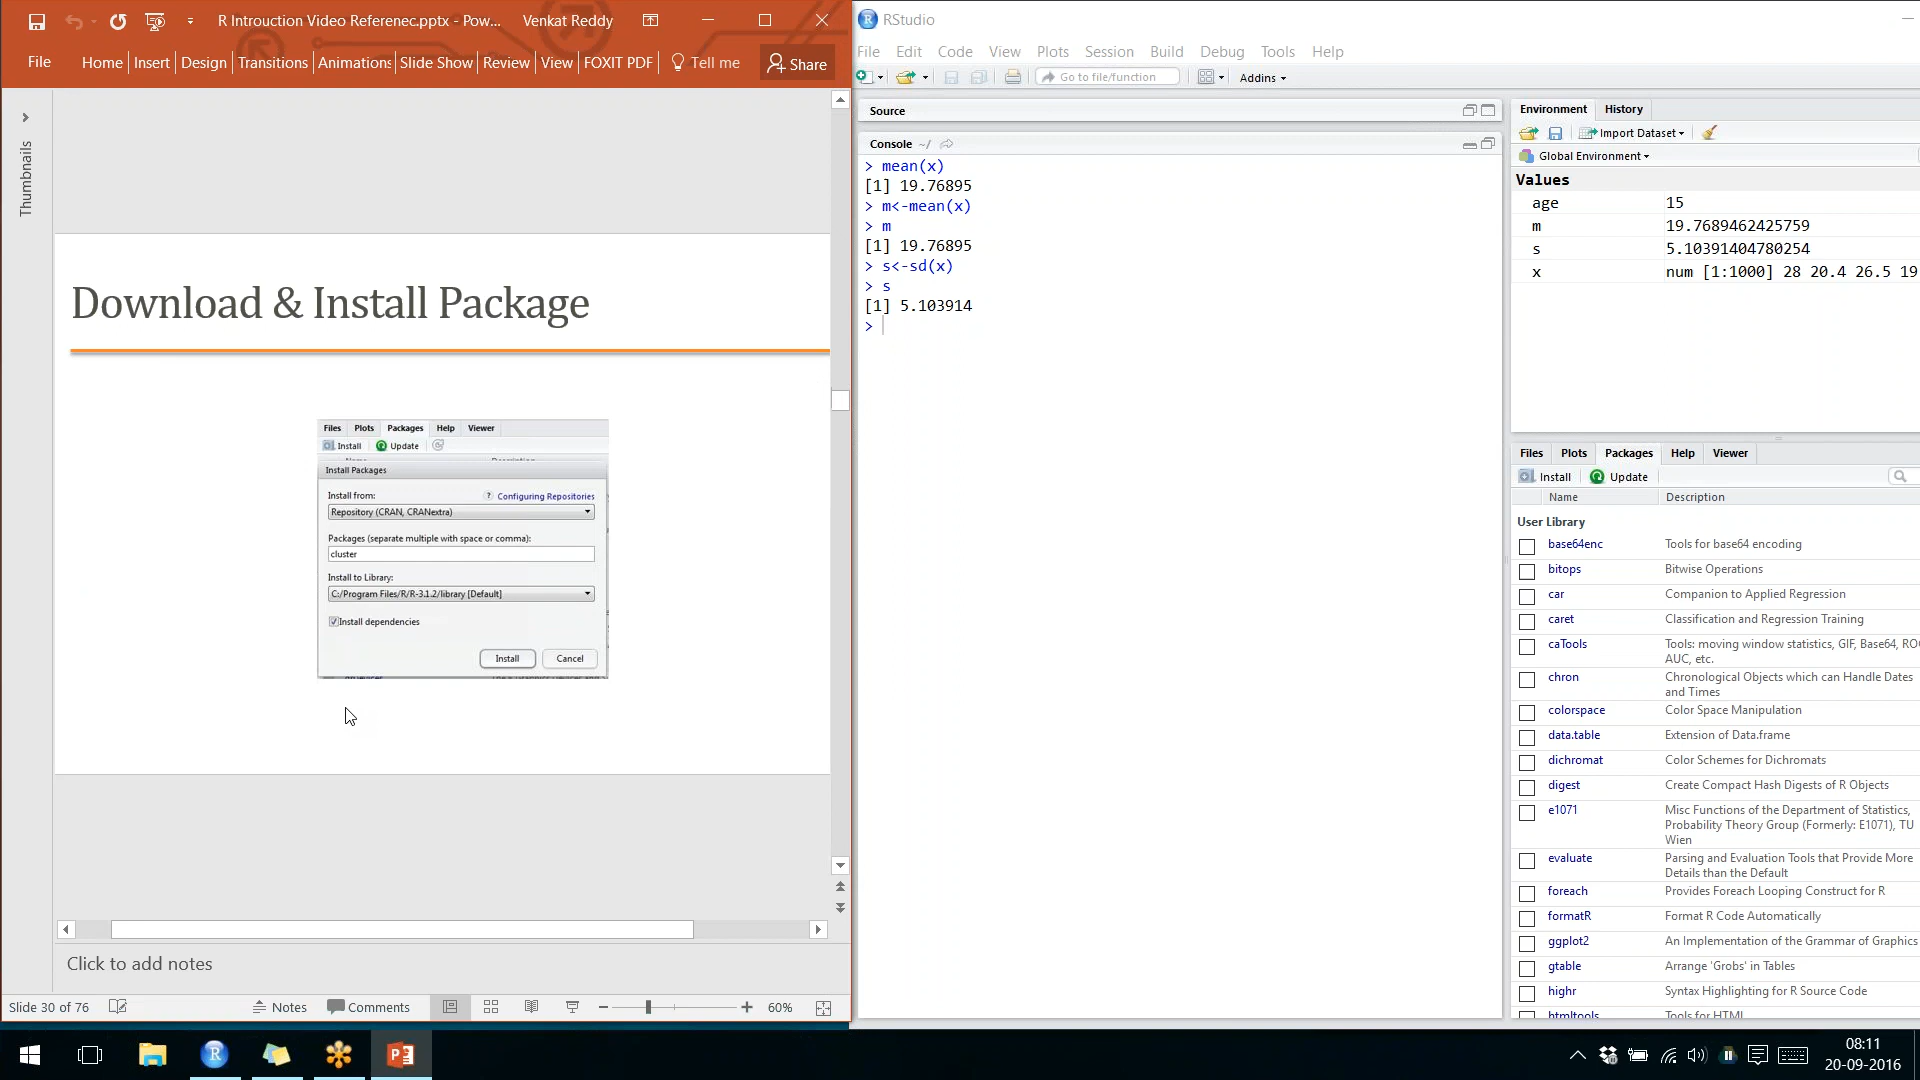 R Introuction Video Referenec.pptx - Pow...
Venkat Reddy
File Home Insert Design Transitions Animations Slide Show Review View FOXIT PDF Tell me Share
Thumbnails
Download & Install Package
Files Plots Packages Help Viewer
Install Update
Install Packages
Install from: ? Configuring Repositories
Repository (CRAN, CRANextra)
Packages (separate multiple with space or comma):
cluster
Install to Library:
C:/Program Files/R/R-3.1.2/library [Default]
Install dependencies
Install Cancel
Click to add notes
Slide 30 of 76 Notes Comments 60%
RStudio
File Edit Code View Plots Session Build Debug Tools Help
Go to file/function Addins
Source
Console ~/
> mean(x)
[1] 19.76895
> m<-mean(x)
> m
[1] 19.76895
> s<-sd(x)
> s
[1] 5.103914
>
Environment History
Import Dataset
Global Environment
Values
age 15
m 19.7689462425759
s 5.10391404780254
x num [1:1000] 28 20.4 26.5 19
Files Plots Packages Help Viewer
Install Update
Name Description
User Library
base64enc Tools for base64 encoding
bitops Bitwise Operations
car Companion to Applied Regression
caret Classification and Regression Training
caTools Tools: moving window statistics, GIF, Base64, RO
AUC, etc.
chron Chronological Objects which can Handle Dates
and Times
colorspace Color Space Manipulation
data.table Extension of Data.frame
dichromat Color Schemes for Dichromats
digest Create Compact Hash Digests of R Objects
e1071 Misc Functions of the Department of Statistics,
Probability Theory Group (Formerly: E1071), TU
Wien
evaluate Parsing and Evaluation Tools that Provide More
Details than the Default
foreach Provides Foreach Looping Construct for R
formatR Format R Code Automatically
ggplot2 An Implementation of the Grammar of Graphics
gtable Arrange 'Grobs' in Tables
highr Syntax Highlighting for R Source Code
htmltools Tools for HTML
08:11
20-09-2016